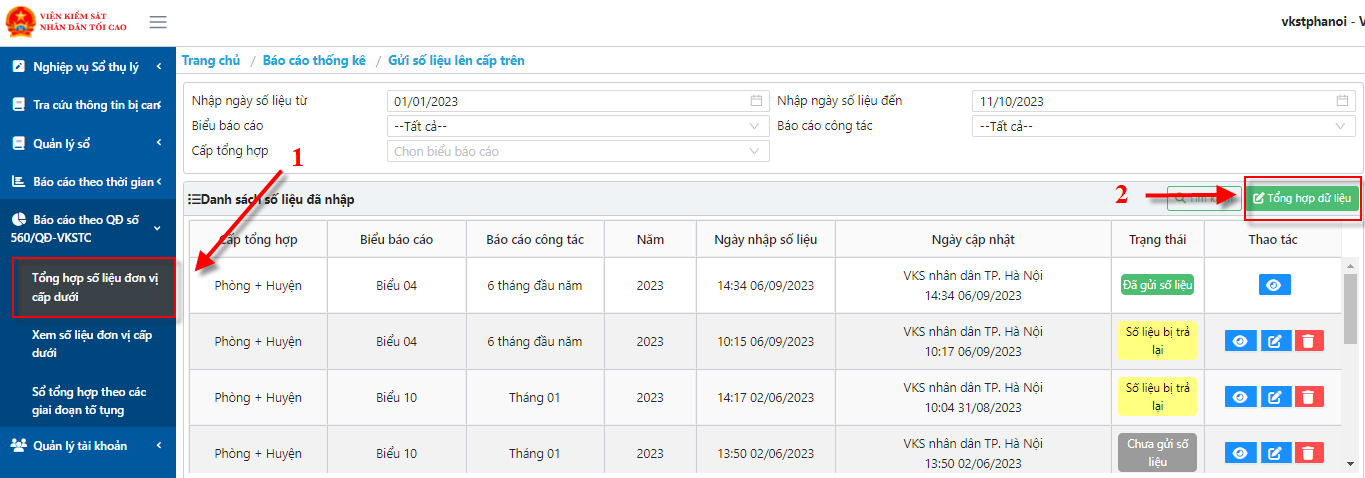 VIỆN KIỂM SÁT
NHÂN DÂN TỐI CAO
vkstphanoi - V
Nghiệp vụ Sổ thụ lý
Tra cứu thông tin bị can
Quản lý sổ
Báo cáo theo thời gian
Báo cáo theo QĐ số
560/QĐ-VKSTC
Tổng hợp số liệu đơn vị
cấp dưới
Xem số liệu đơn vị cấp
dưới
Sổ tổng hợp theo các
giai đoạn tố tụng
Quản lý tài khoản
Trang chủ / Báo cáo thống kê / Gửi số liệu lên cấp trên
Nhập ngày số liệu từ 01/01/2023 Nhập ngày số liệu đến 11/10/2023
Biểu báo cáo --Tất cả-- Báo cáo công tác --Tất cả--
Cấp tổng hợp Chọn biểu báo cáo
1
Danh sách số liệu đã nhập 2 Tổng hợp dữ liệu
Cấp tổng hợp Biểu báo cáo Báo cáo công tác Năm Ngày nhập số liệu Ngày cập nhật Trạng thái Thao tác
Phòng + Huyện Biểu 04 6 tháng đầu năm 2023 14:34 06/09/2023 VKS nhân dân TP. Hà Nội Đã gửi số liệu
14:34 06/09/2023
Phòng + Huyện Biểu 04 6 tháng đầu năm 2023 10:15 06/09/2023 VKS nhân dân TP. Hà Nội Số liệu bị trả
10:17 06/09/2023 lại
Phòng + Huyện Biểu 10 Tháng 01 2023 14:17 02/06/2023 VKS nhân dân TP. Hà Nội Số liệu bị trả
10:04 31/08/2023 lại
Phòng + Huyện Biểu 10 Tháng 01 2023 13:50 02/06/2023 VKS nhân dân TP. Hà Nội Chưa gửi số
13:50 02/06/2023 liệu